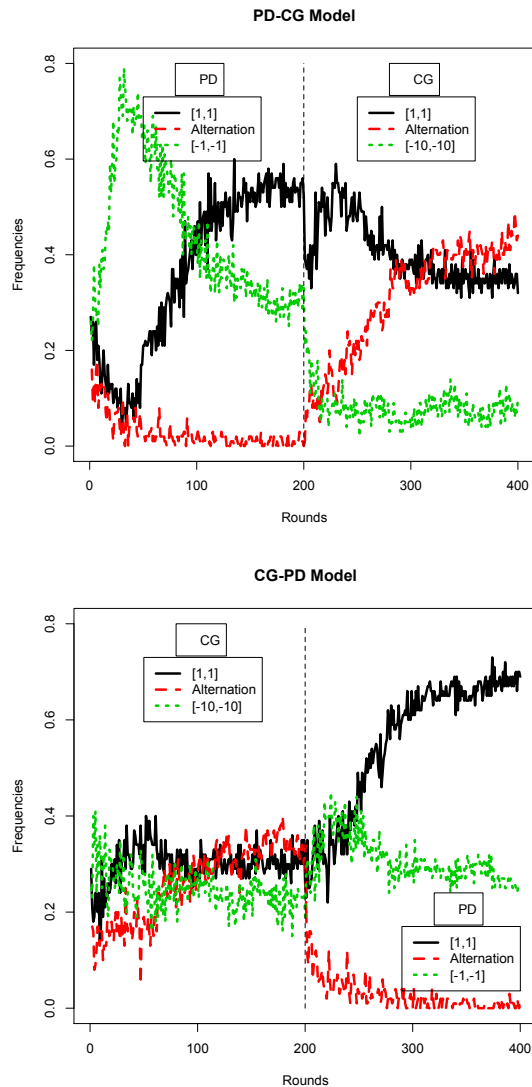 PD-CG Model
PD
[1,1]
Alternation
[-1,-1]
CG
[1,1]
Alternation
[-10,-10]
Frequencies
0.8
0.6
0.4
0.2
0.0
0 100 200 300 400
Rounds
CG-PD Model
CG
[1,1]
Alternation
[-10,-10]
PD
[1,1]
Alternation
[-1,-1]
Frequencies
0.8
0.6
0.4
0.2
0.0
0 100 200 300 400
Rounds